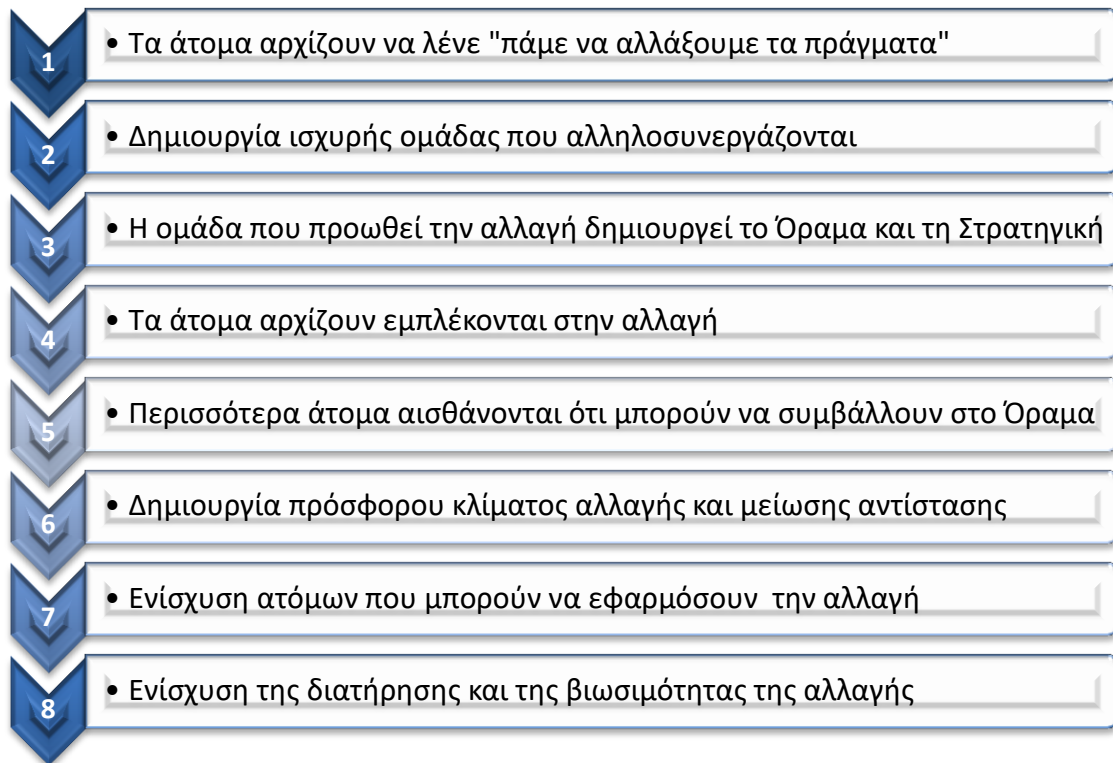 1
• Τα άτομα αρχίζουν να λένε "πάμε να αλλάξουμε τα πράγματα"
2
• Δημιουργία ισχυρής ομάδας που αλληλοσυνεργάζονται
3
• Η ομάδα που προωθεί την αλλαγή δημιουργεί το Όραμα και τη Στρατηγική
4
• Τα άτομα αρχίζουν εμπλέκονται στην αλλαγή
5
• Περισσότερα άτομα αισθάνονται ότι μπορούν να συμβάλλουν στο Όραμα
6
• Δημιουργία πρόσφορου κλίματος αλλαγής και μείωσης αντίστασης
7
• Ενίσχυση ατόμων που μπορούν να εφαρμόσουν  την αλλαγή
8
• Ενίσχυση της διατήρησης και της βιωσιμότητας της αλλαγής